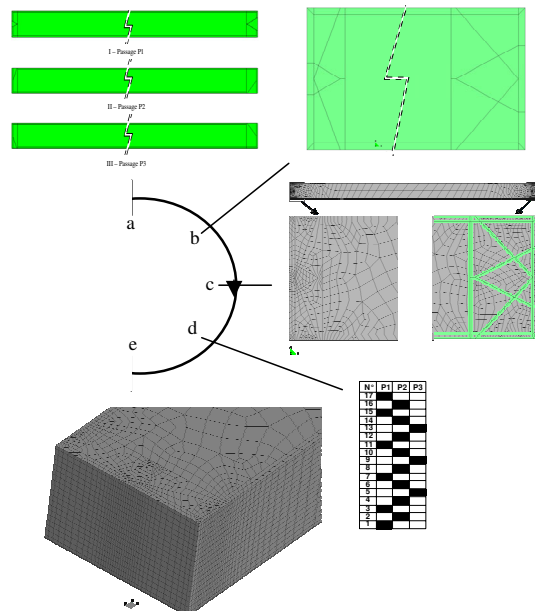 I – Passage P1
II – Passage P2
III – Passage P3
a
b
c
d
e
N° P1 P2 P3
17
16
15
14
13
12
11
10
9
8
7
6
5
4
3
2
1